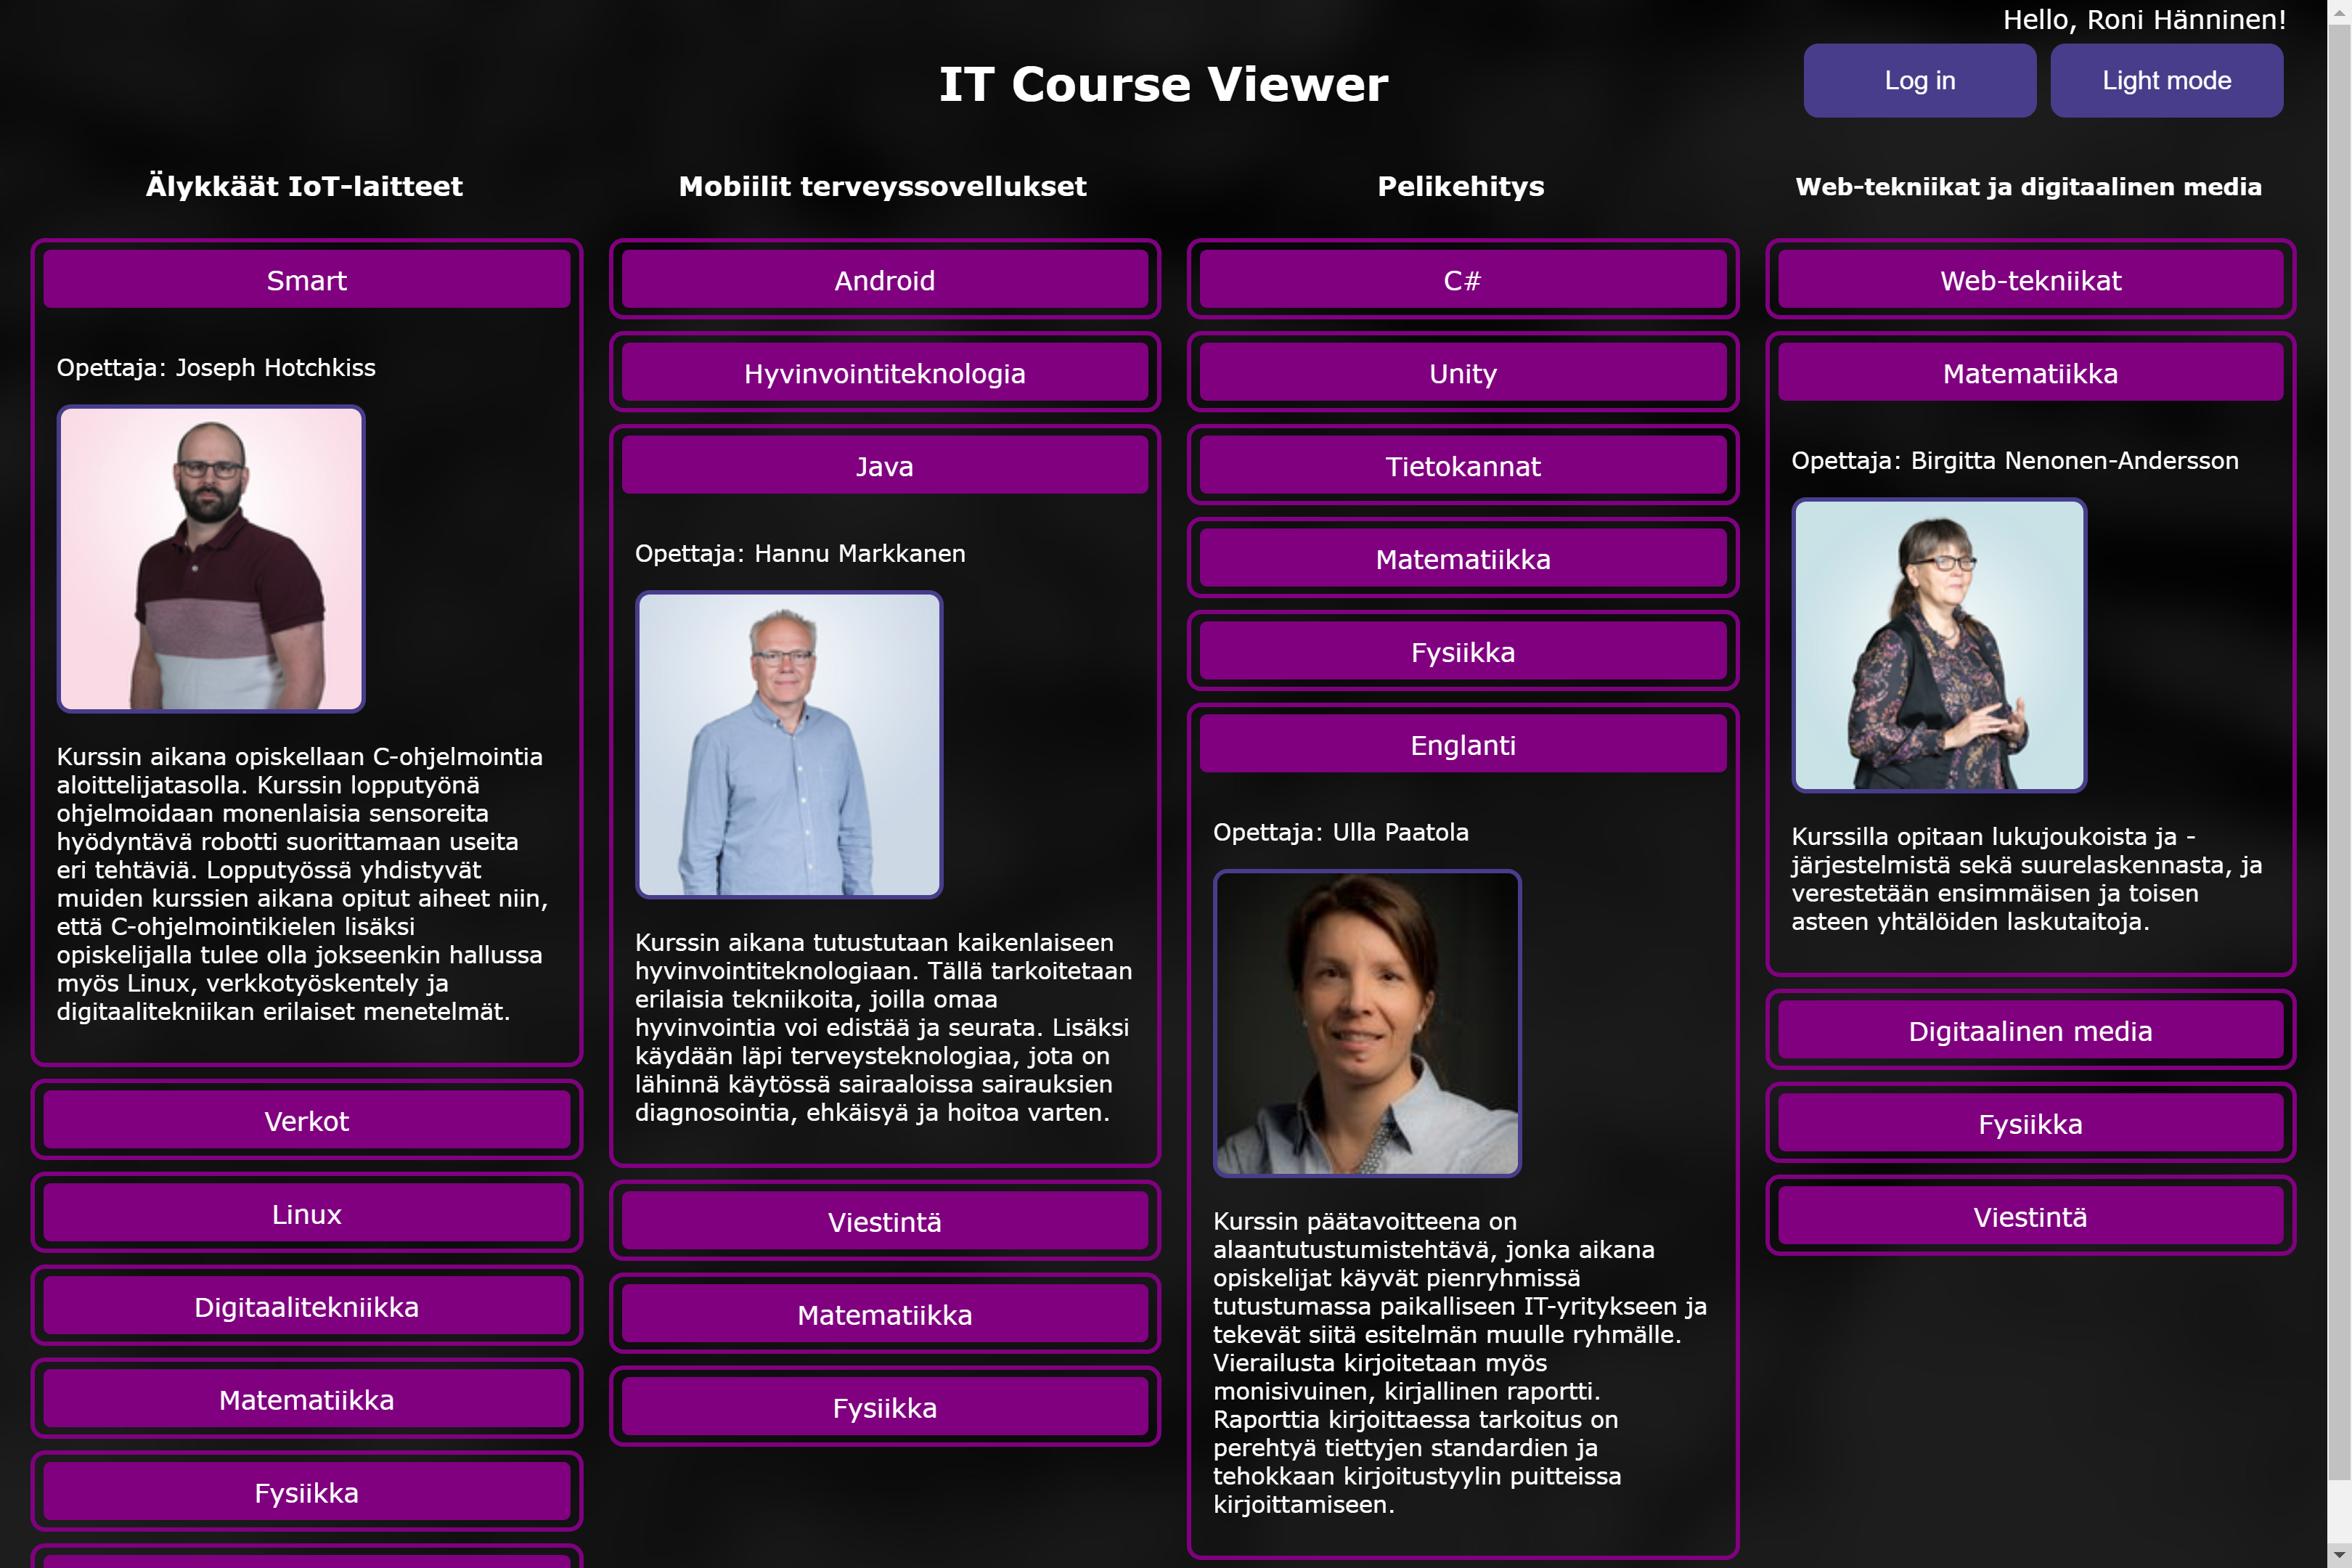 Hello, Roni Hänninen!
Log in
Light mode
IT Course Viewer
Älykkäät IoT-laitteet
Smart
Opettaja: Joseph Hotchkiss
Kurssin aikana opiskellaan C-ohjelmointia
aloittelijatasolla. Kurssin lopputyönä
ohjelmoidaan monenlaisia sensoreita
hyödyntävä robotti suorittamaan useita
eri tehtäviä. Lopputyössä yhdistyvät
muiden kurssien aikana opitut aiheet niin,
että C-ohjelmointikielen lisäksi
opiskelijalla tulee olla jokseenkin hallussa
myös Linux, verkkotyöskentely ja
digitaalitekniikan erilaiset menetelmät.
Verkot
Linux
Digitaalitekniikka
Matematiikka
Fysiikka
Mobiilit terveyssovellukset
Android
Hyvinvointiteknologia
Java
Opettaja: Hannu Markkanen
Kurssin aikana tutustutaan kaikenlaiseen
hyvinvointiteknologiaan. Tällä tarkoitetaan
erilaisia tekniikoita, joilla omaa
hyvinvointia voi edistää ja seurata. Lisäksi
käydään läpi terveysteknologiaa, jota on
lähinnä käytössä sairaaloissa sairauksien
diagnosointia, ehkäisyä ja hoitoa varten.
Viestintä
Matematiikka
Fysiikka
Pelikehitys
C#
Unity
Tietokannat
Matematiikka
Fysiikka
Englanti
Opettaja: Ulla Paatola
Kurssin päätavoitteena on
alaantutustumistehtävä, jonka aikana
opiskelijat käyvät pienryhmissä
tutustumassa paikalliseen IT-yritykseen ja
tekevät siitä esitelmän muulle ryhmälle.
Vierailusta kirjoitetaan myös
monisivuinen, kirjallinen raportti.
Raporttia kirjoittaessa tarkoitus on
perehtyä tiettyjen standardien ja
tehokkaan kirjoitustyylin puitteissa
kirjoittamiseen.
Web-tekniikat ja digitaalinen media
Web-tekniikat
Matematiikka
Opettaja: Birgitta Nenonen-Andersson
Kurssilla opitaan lukujoukoista ja -
järjestelmistä sekä suurelaskennasta, ja
verestetään ensimmäisen ja toisen
asteen yhtälöiden laskutaitoja.
Digitaalinen media
Fysiikka
Viestintä